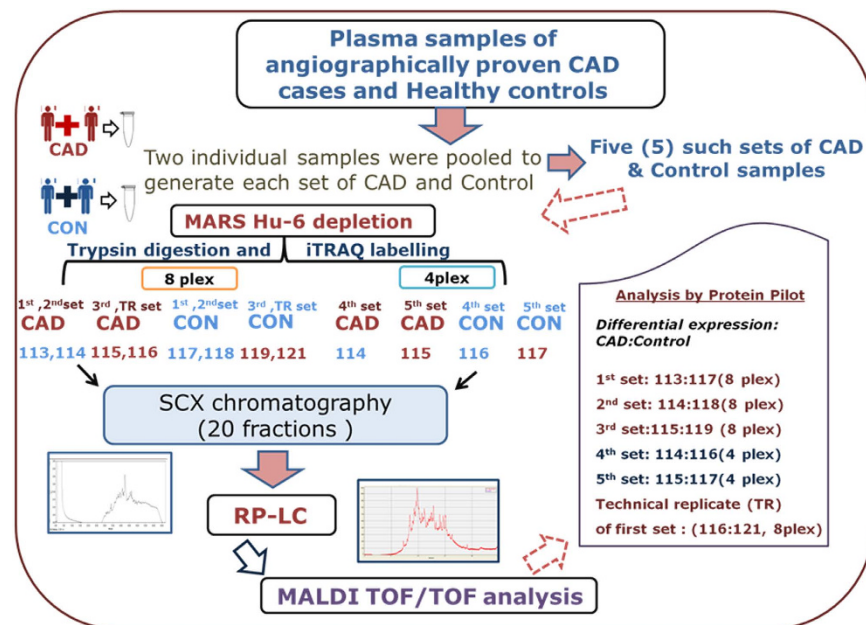 Plasma samples of
angiographically proven CAD
cases and Healthy controls
CAD
Two individual samples were pooled to
generate each set of CAD and Control
Five (5) such sets of CAD
& Control samples
CON
MARS Hu-6 depletion
Trypsin digestion and iTRAQ labelling
8 plex
4plex
1st ,2nd set 3rd ,TR set 1st ,2nd set 3rd ,TR set 4th set 5th set 4th set 5th set
CAD CAD CON CON CAD CAD CON CON
113,114 115,116 117,118 119,121 114 115 116 117
SCX chromatography
(20 fractions )
RP-LC
MALDI TOF/TOF analysis
Analysis by Protein Pilot
Differential expression:
CAD:Control
1st set: 113:117(8 plex)
2nd set: 114:118(8 plex)
3rd set:115:119 (8 plex)
4th set: 114:116(4 plex)
5th set: 115:117(4 plex)
Technical replicate (TR)
of first set : (116:121, 8plex)